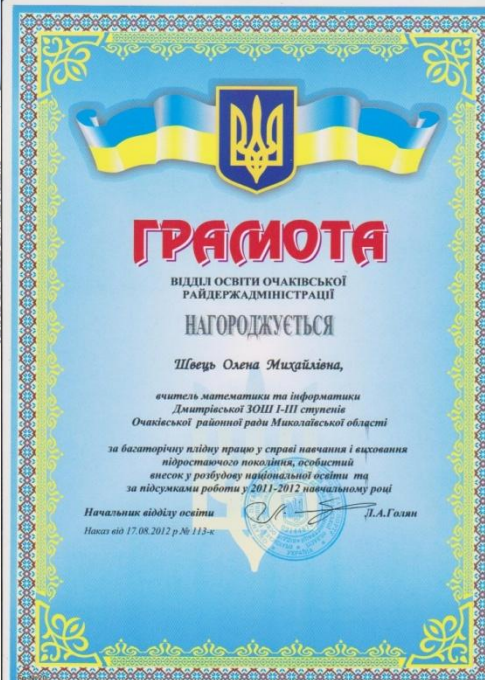 ГРАМОТА
ВІДДІЛ ОСВІТИ ОЧАКІВСЬКОЇ
РАЙДЕРЖАДМІНІСТРАЦІЇ
НАГОРОДЖУЄТЬСЯ
Швець Олена Михайлівна,
вчитель математики та інформатики
Дмитрівської ЗОШ І-ІІІ ступенів
Очаківської районної ради Миколаївської області
за багаторічну плідну працю у справі навчання і виховання
підростаючого покоління, особистий
внесок у розбудову національної освіти та
за підсумками роботи у 2011-2012 навчальному році
Начальник відділу освіти Л.А.Голян
Наказ від 17.08.2012 р № 113-к